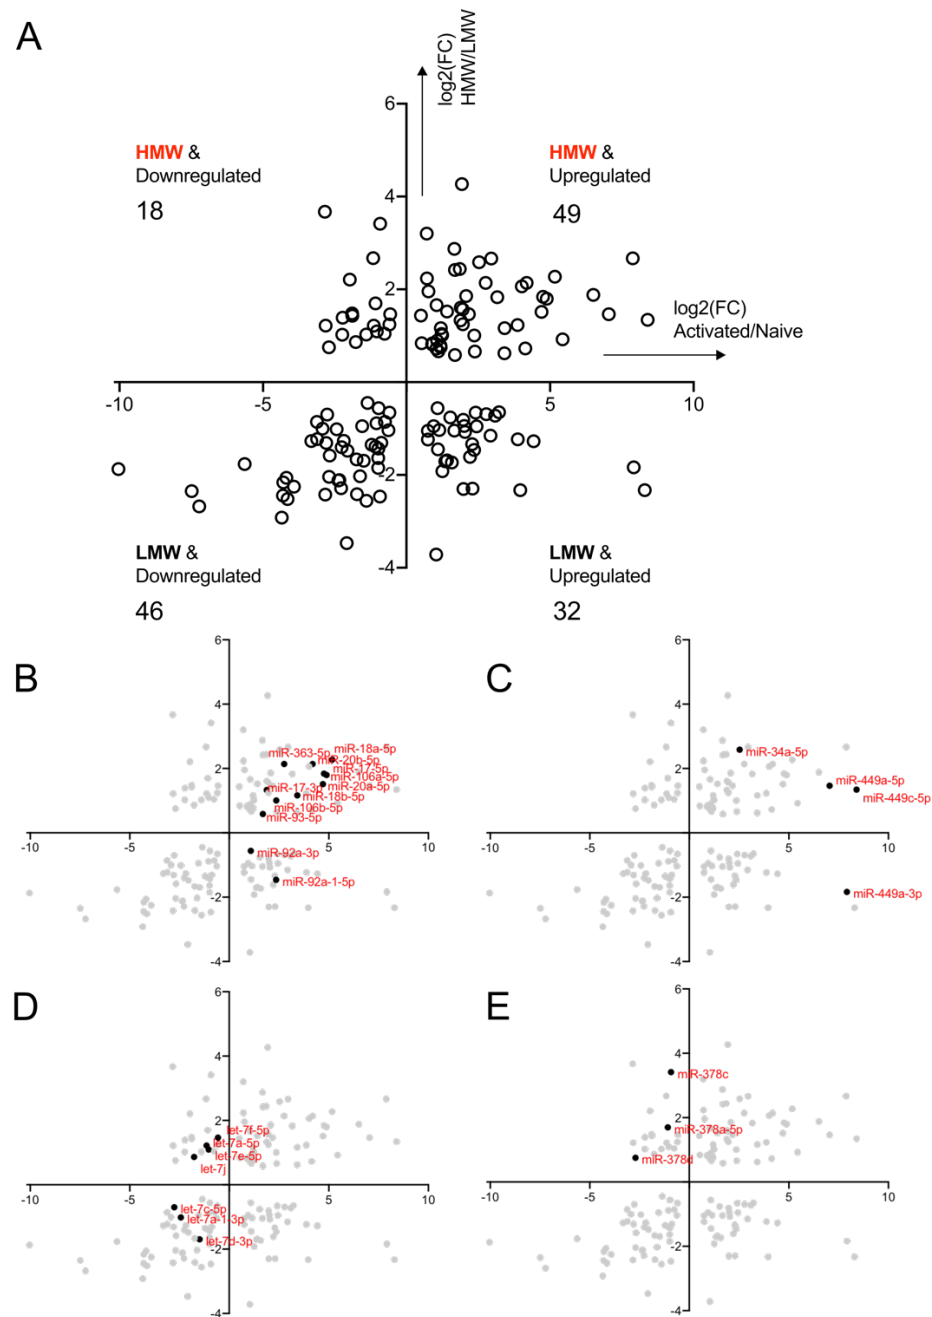 A
log2(FC)
HMW/LMW
6
HMW &
Downregulated
18
HMW &
Upregulated
49
4
2
log2(FC)
Activated/Naive
-10
-5
5
10
-2
-4
LMW &
Downregulated
46
LMW &
Upregulated
32
B
6
4
miR-18a-5p
miR-363-5p
miR-20b-5p
miR-17-5p
2
miR-106a-5p
miR-17-3p
miR-20a-5p
miR-18b-5p
miR-106b-5p
miR-93-5p
-10
-5
5
10
miR-92a-3p
miR-92a-1-5p
-2
-4
C
6
4
miR-34a-5p
2
miR-449a-5p
miR-449c-5p
-10
-5
5
10
miR-449a-3p
-2
-4
D
6
4
2
let-7f-5p
let-7a-5p
let-7e-5p
let-7j
-10
-5
5
10
let-7c-5p
let-7a-1-3p
let-7d-3p
-2
-4
E
6
4
miR-378c
2
miR-378a-5p
miR-378d
-10
-5
5
10
-2
-4